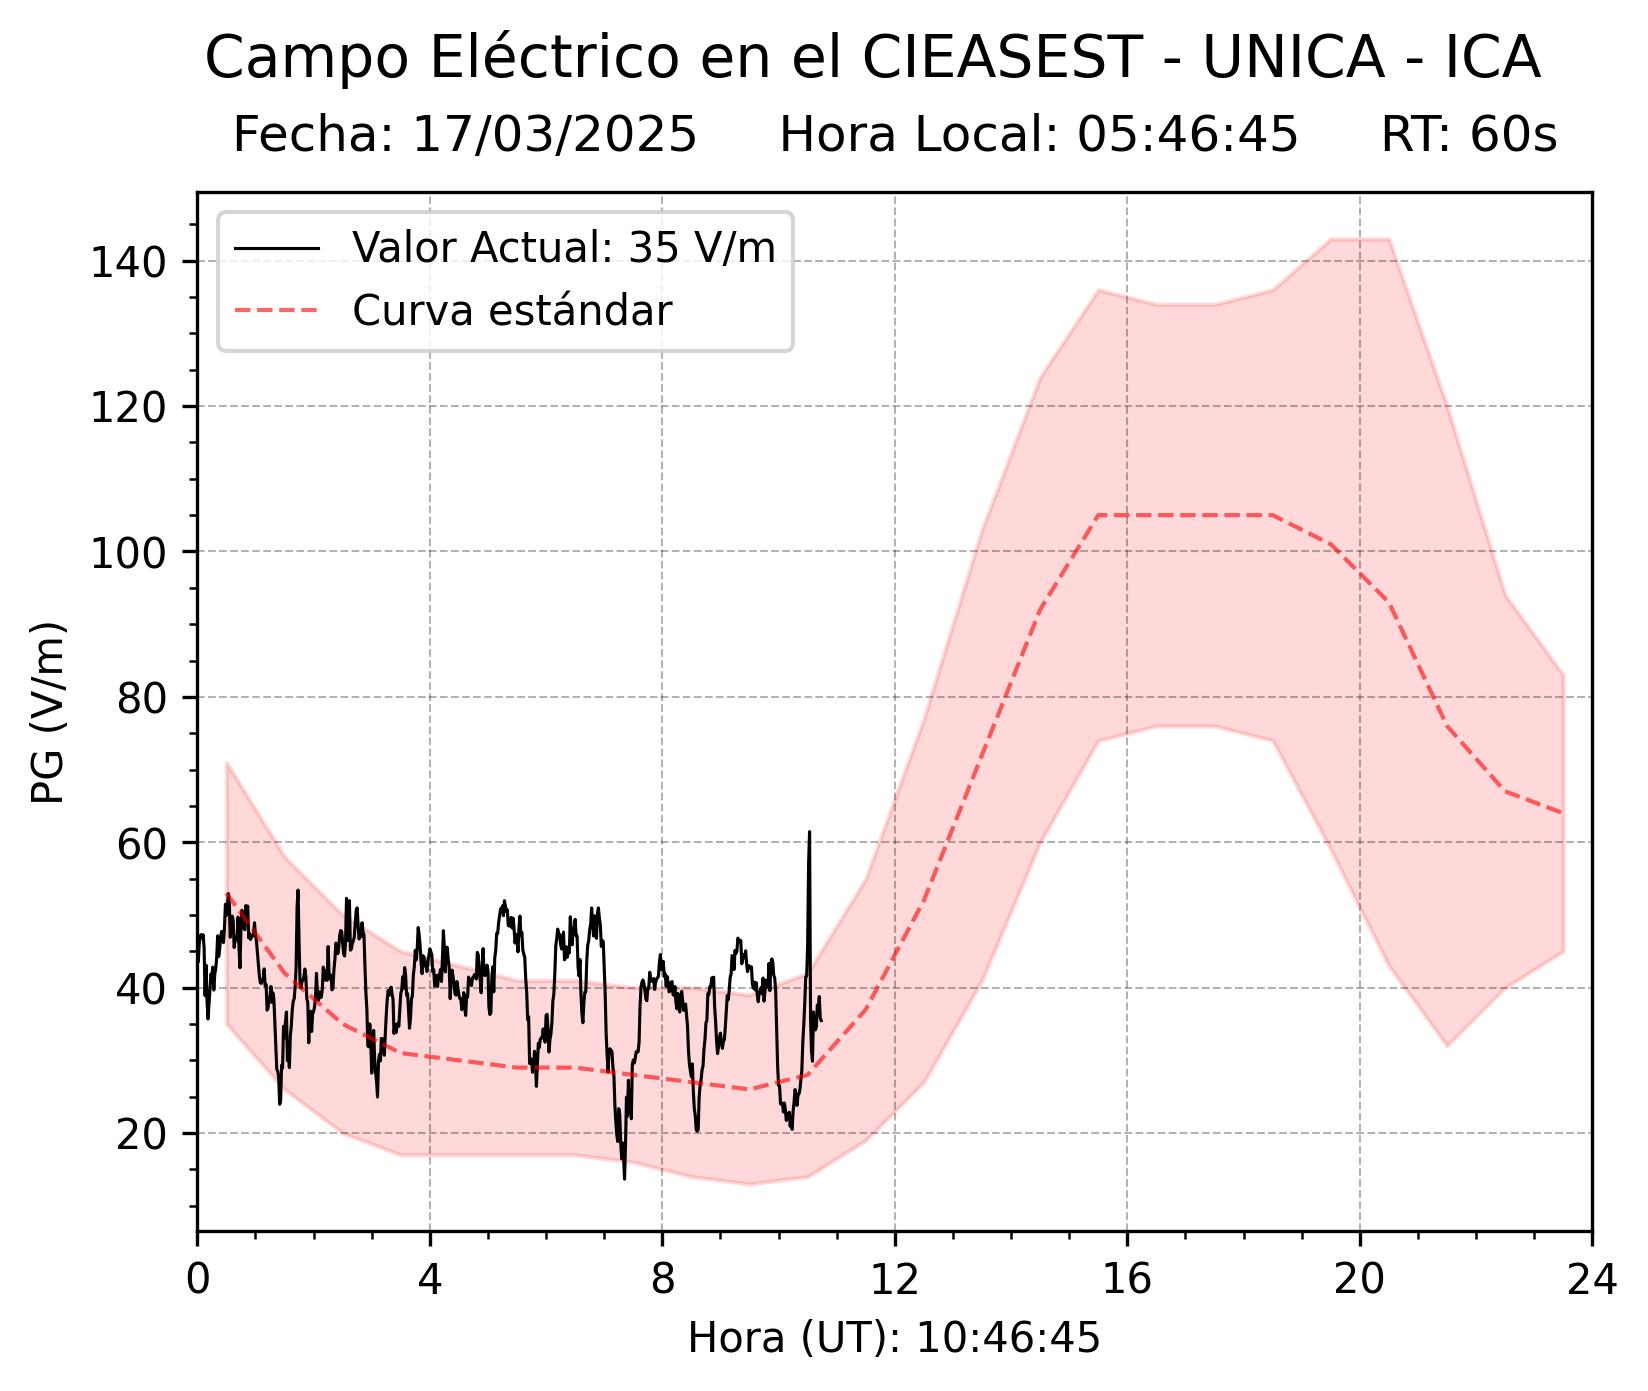 Campo Eléctrico en el CIEASEST - UNICA - ICA
Fecha: 17/03/2025 Hora Local: 05:46:45 RT: 60s
Valor Actual: 35 V/m
Curva estándar
140
120
100
80
60
40
20
PG (V/m)
0 4 8 12 16 20 24
Hora (UT): 10:46:45